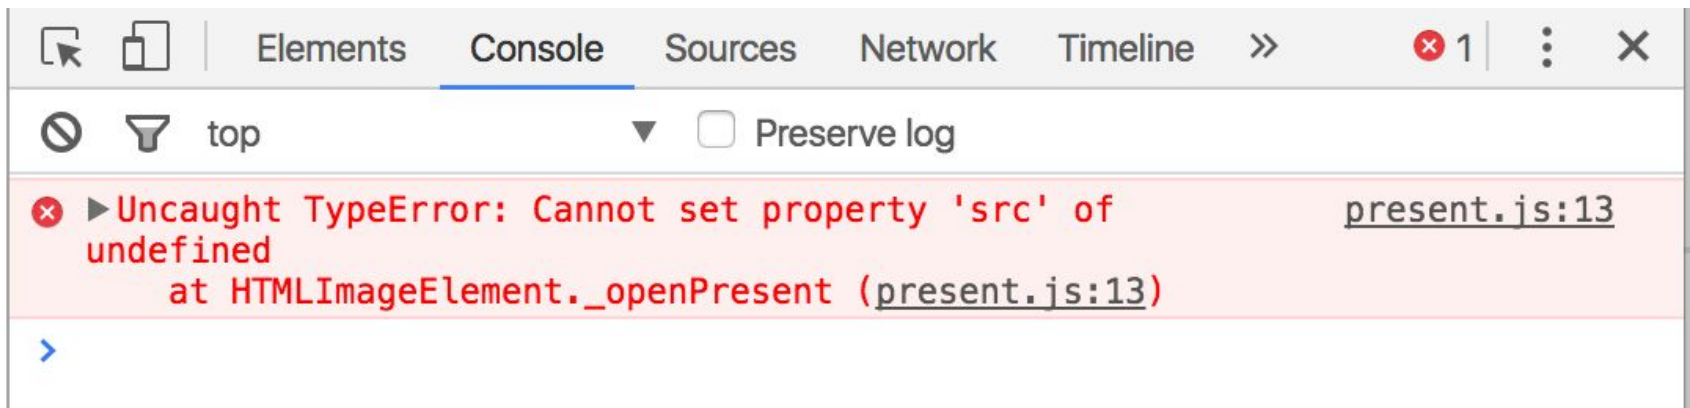 Elements Console Sources Network Timeline » 1
top Preserve log
Uncaught TypeError: Cannot set property 'src' of present.js:13
undefined
at HTMLImageElement._openPresent (present.js:13)